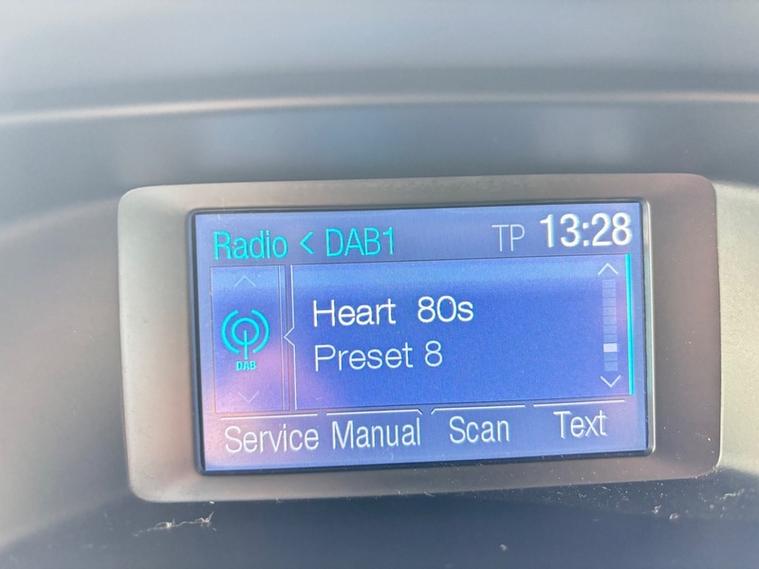 Radio < DAB1 TP 13:28
Heart 80s
DAB
Preset 8
Service Manual Scan Text